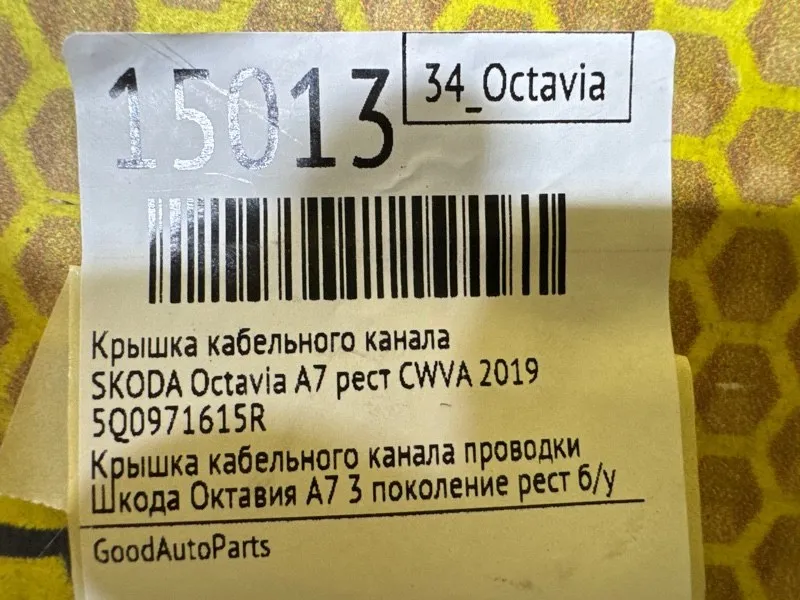 15013
34_Octavia
Крышка кабельного канала
SKODA Octavia A7 рест CWVA 2019
5Q0971615R
Крышка кабельного канала проводки
Шкода Октавия А7 3 поколение рест б/у
GoodAutoParts